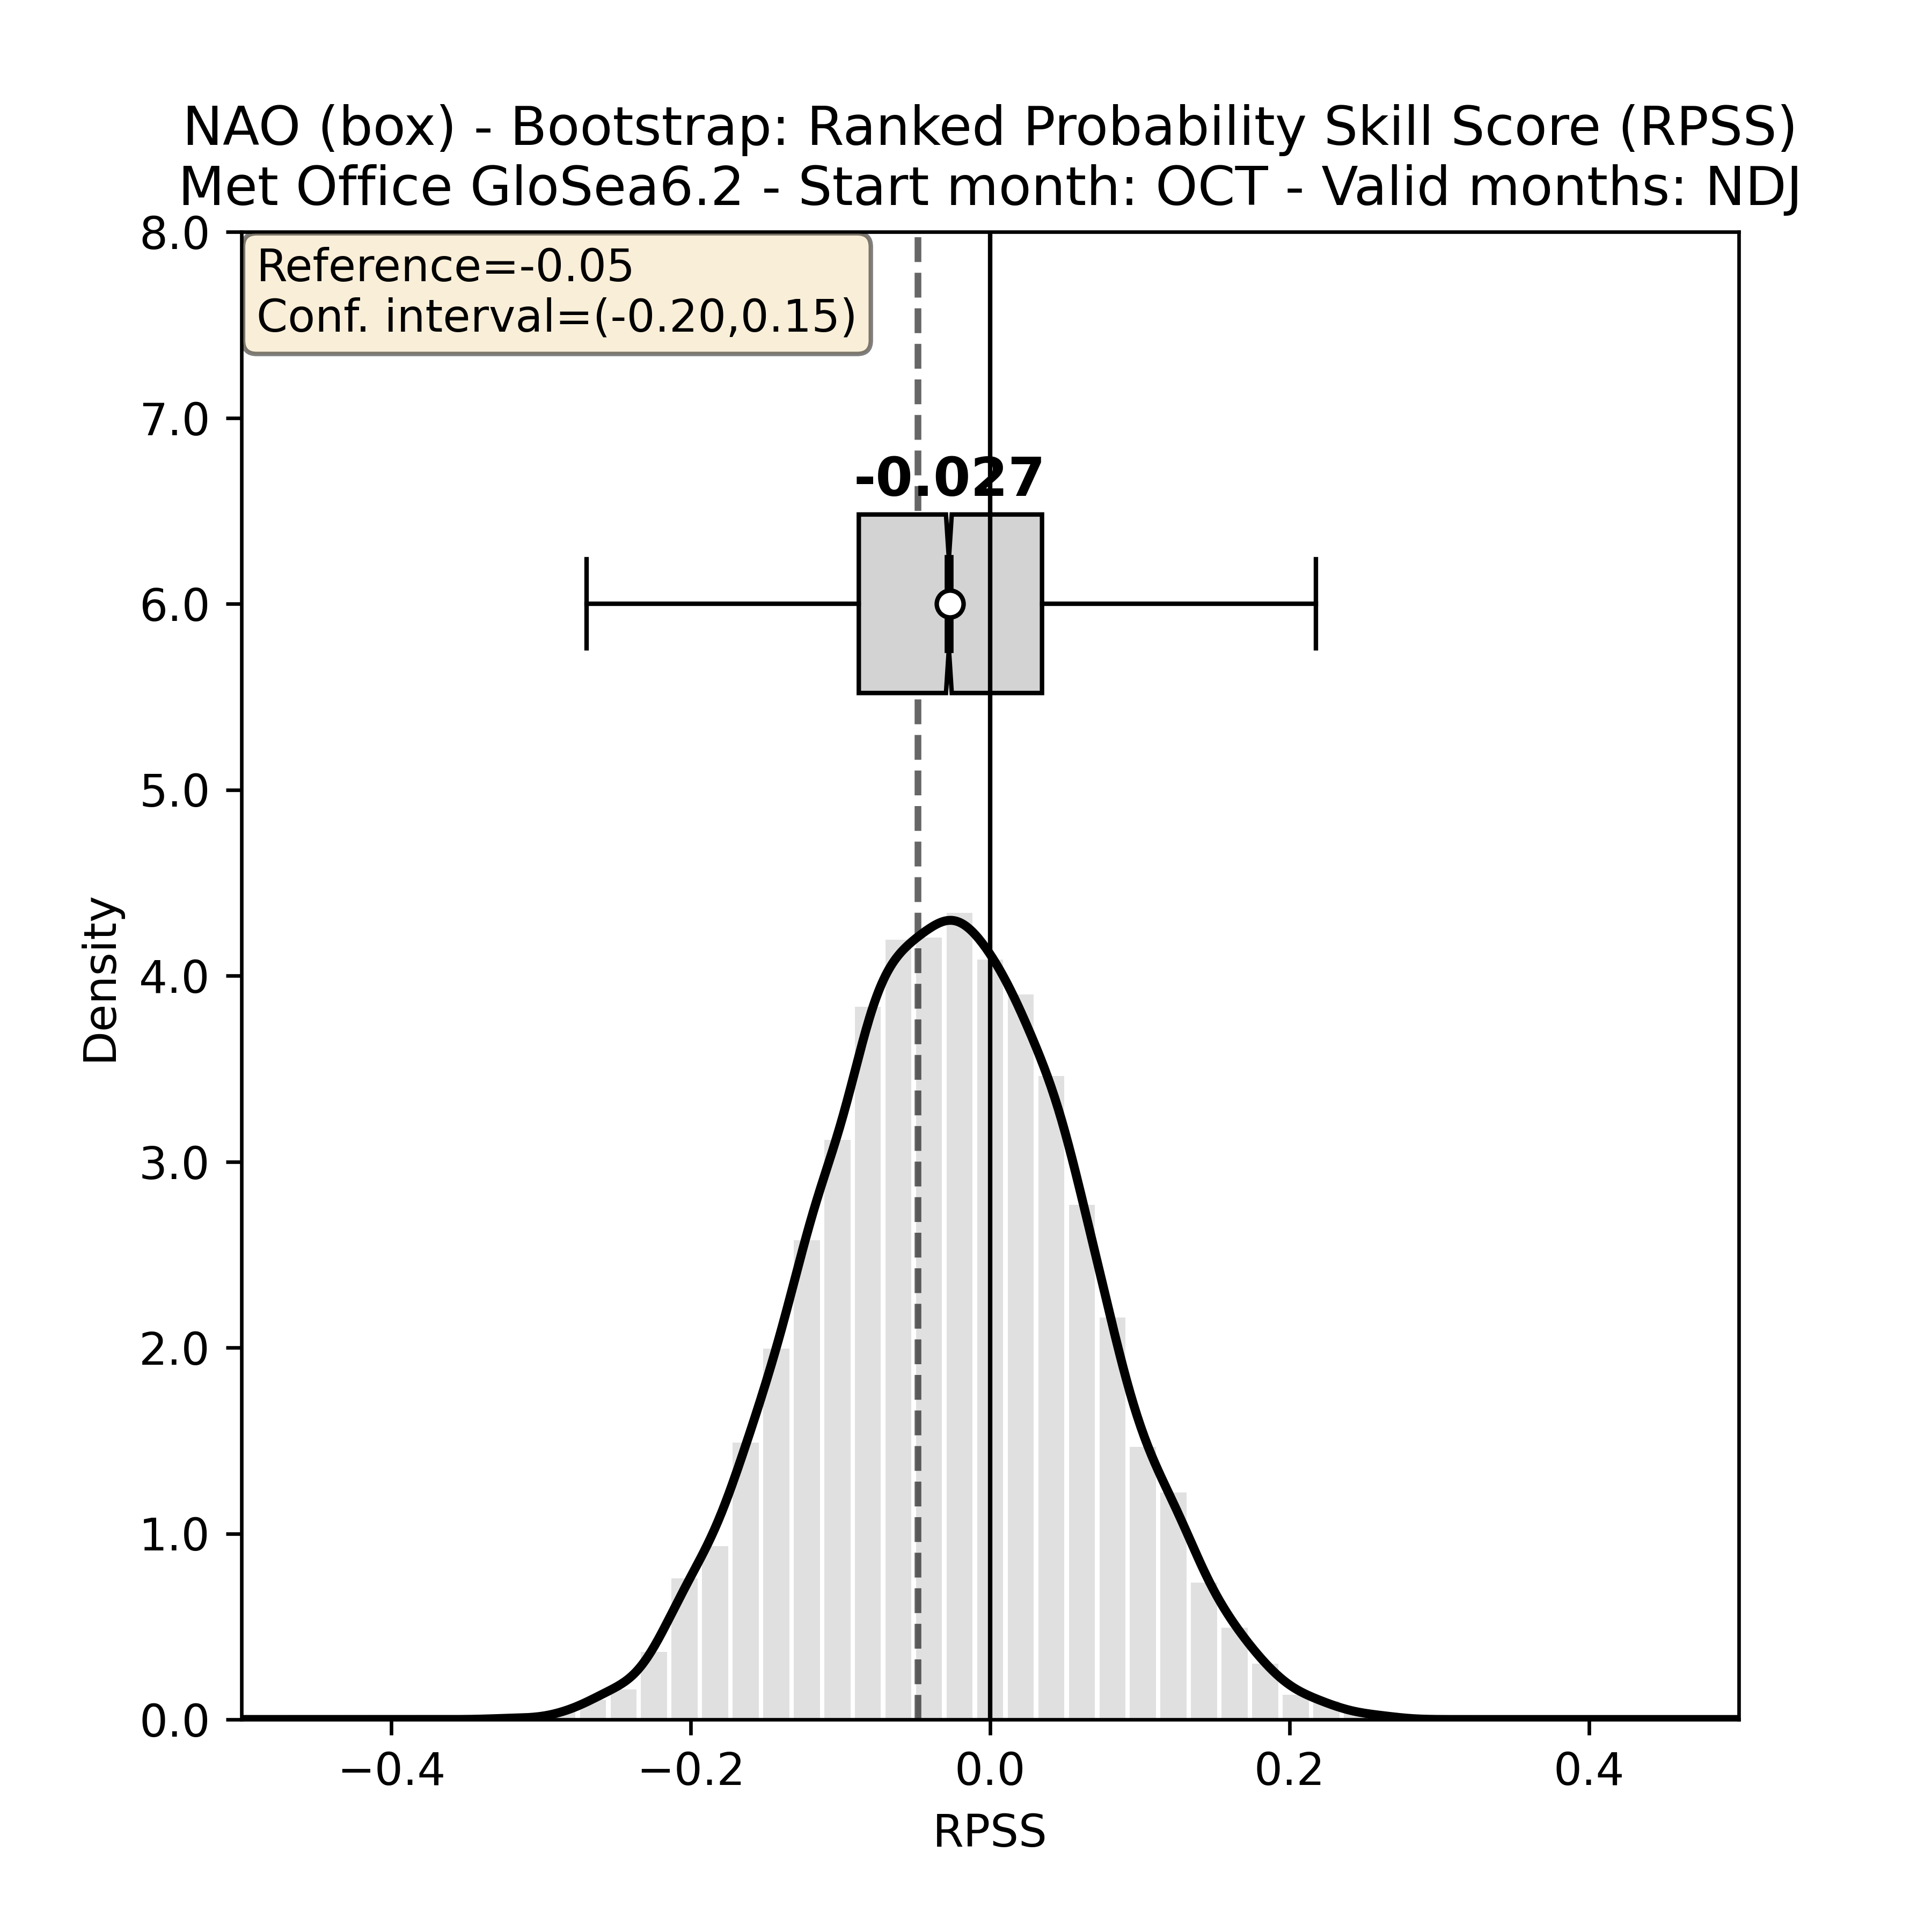 NAO (box) - Bootstrap: Ranked Probability Skill Score (RPSS)
Met Office GloSea6.2 - Start month: OCT - Valid months: NDJ
Reference=-0.05
Conf. interval=(-0.20,0.15)
-0.027
8.0
7.0
6.0
5.0
4.0
3.0
2.0
1.0
0.0
Density
−0.4
−0.2
0.0
0.2
0.4
RPSS